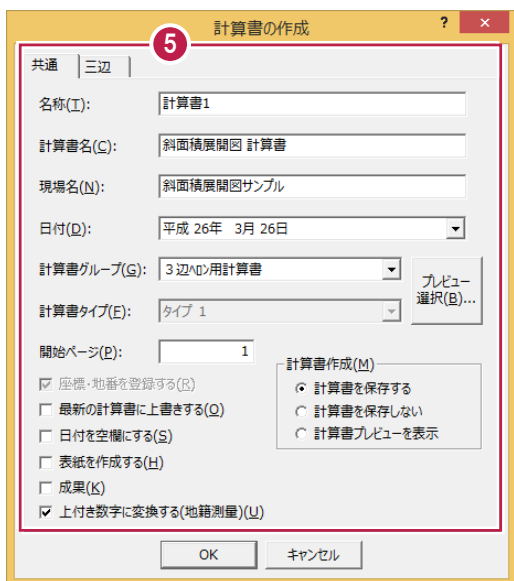 計算書の作成
? ×
5
共通 三辺
名称(T): 計算書1
計算書名(C): 斜面積展開図 計算書
現場名(N): 斜面積展開図サンプル
日付(D): 平成 26年 3月 26日
計算書グループ(G): 3辺ヘロン用計算書
プレビュー
選択(B)...
計算書タイプ(F): タイプ 1
開始ページ(P): 1
計算書作成(M)
座標・地番を登録する(R)
計算書を保存する
最新の計算書に上書きする(O)
計算書を保存しない
日付を空欄にする(S)
計算書プレビューを表示
表紙を作成する(H)
成果(K)
上付き数字に変換する(地籍測量)(U)
OK キャンセル